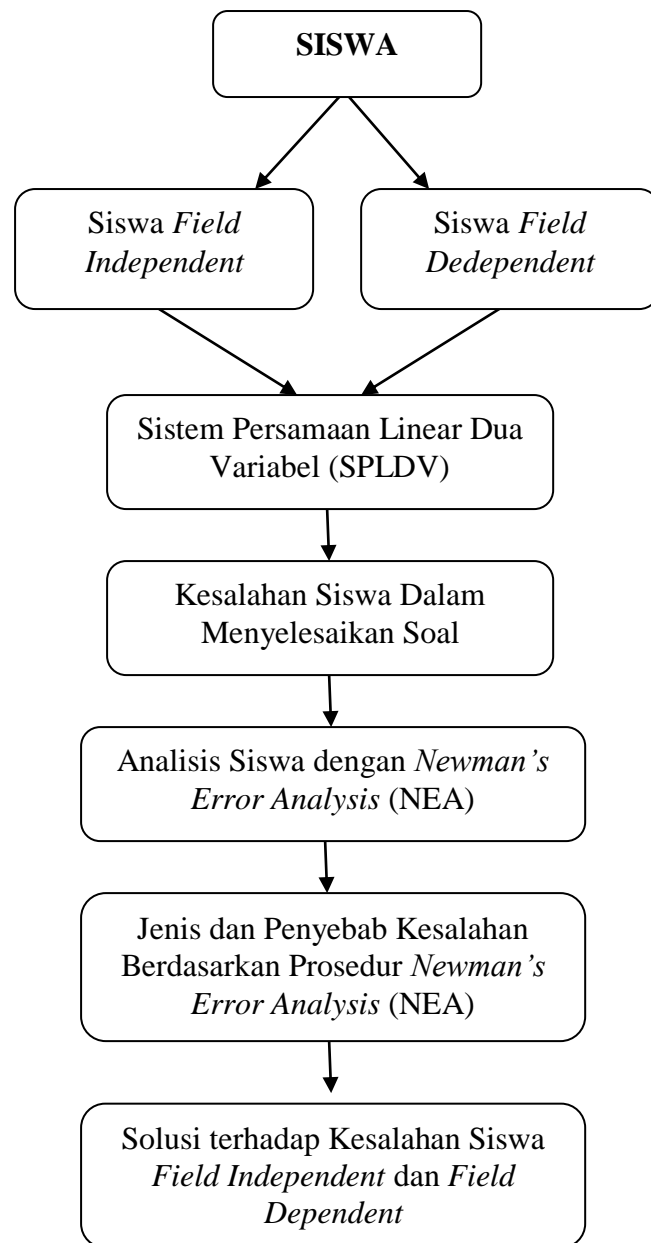 SISWA
Siswa Field
Independent
Siswa Field
Dedependent
Sistem Persamaan Linear Dua
Variabel (SPLDV)
Kesalahan Siswa Dalam
Menyelesaikan Soal
Analisis Siswa dengan Newman’s
Error Analysis (NEA)
Jenis dan Penyebab Kesalahan
Berdasarkan Prosedur Newman’s
Error Analysis (NEA)
Solusi terhadap Kesalahan Siswa
Field Independent dan Field
Dependent